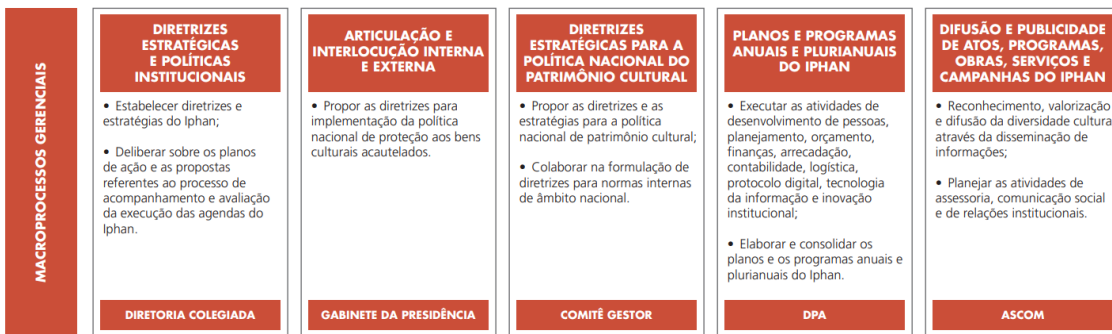 MACROPROCESSOS GERENCIAIS
DIRETRIZES
ESTRATÉGICAS
E POLÍTICAS
INSTITUCIONAIS
• Estabelecer diretrizes e
estratégias do Iphan;
• Deliberar sobre os planos
de ação e as propostas
referentes ao processo de
acompanhamento e avaliação
da execução das agendas do
Iphan.
DIRETORIA COLEGIADA
ARTICULAÇÃO E
INTERLOCUÇÃO INTERNA
E EXTERNA
• Propor as diretrizes para
implementação da política
nacional de proteção aos bens
culturais acautelados.
GABINETE DA PRESIDÊNCIA
DIRETRIZES
ESTRATÉGICAS PARA A
POLÍTICA NACIONAL DO
PATRIMÔNIO CULTURAL
• Propor as diretrizes e as
estratégias para a política
nacional de patrimônio cultural;
• Colaborar na formulação de
diretrizes para normas internas
de âmbito nacional.
COMITÊ GESTOR
PLANOS E PROGRAMAS
ANUAIS E PLURIANUAIS
DO IPHAN
• Executar as atividades de
desenvolvimento de pessoas,
planejamento, orçamento,
finanças, arrecadação,
contabilidade, logística,
protocolo digital, tecnologia
da informação e inovação
institucional;
• Elaborar e consolidar os
planos e os programas anuais e
plurianuais do Iphan.
DPA
DIFUSÃO E PUBLICIDADE
DE ATOS, PROGRAMAS,
OBRAS, SERVIÇOS E
CAMPANHAS DO IPHAN
• Reconhecimento, valorização
e difusão da diversidade cultura
através da disseminação de
informações;
• Planejar as atividades de
assessoria, comunicação social
e de relações institucionais.
ASCOM